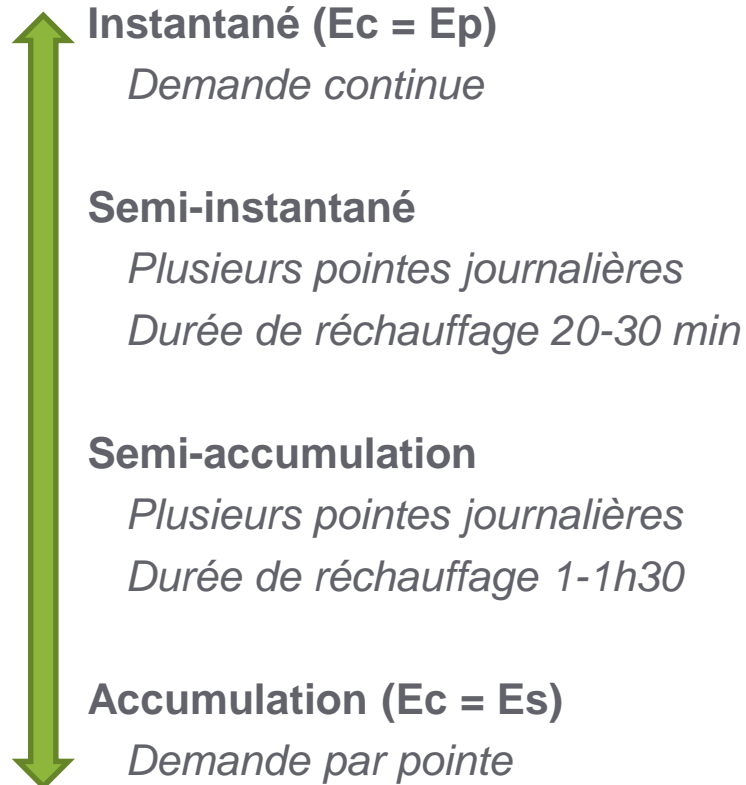 Instantané (Ec = Ep)
Demande continue
Semi-instantané
Plusieurs pointes journalières
Durée de réchauffage 20-30 min
Semi-accumulation
Plusieurs pointes journalières
Durée de réchauffage 1-1h30
Accumulation (Ec = Es)
Demande par pointe